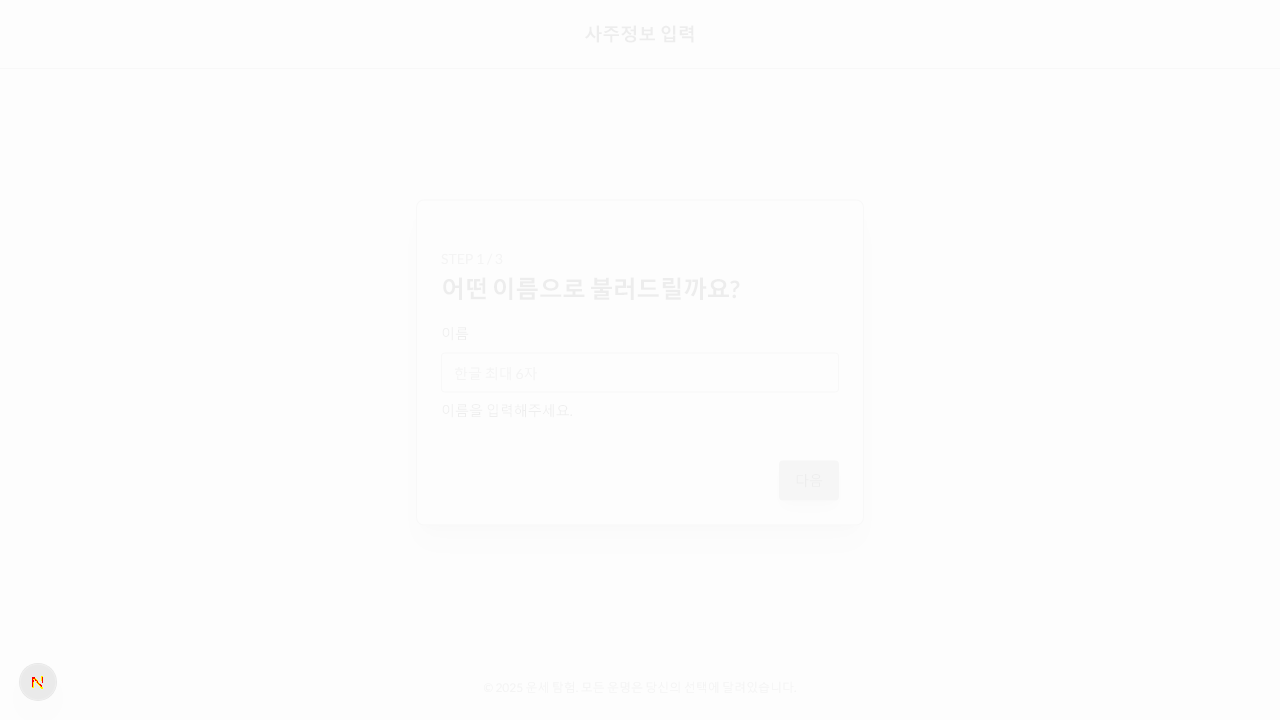 사주정보 입력
STEP 1 / 3
어떤 이름으로 불러드릴까요?
이름
한글 최대 6자
이름을 입력해주세요.
다음
© 2025 운세 탈림. 모든 운명은 당신의 선택에 달려있습니다.
N